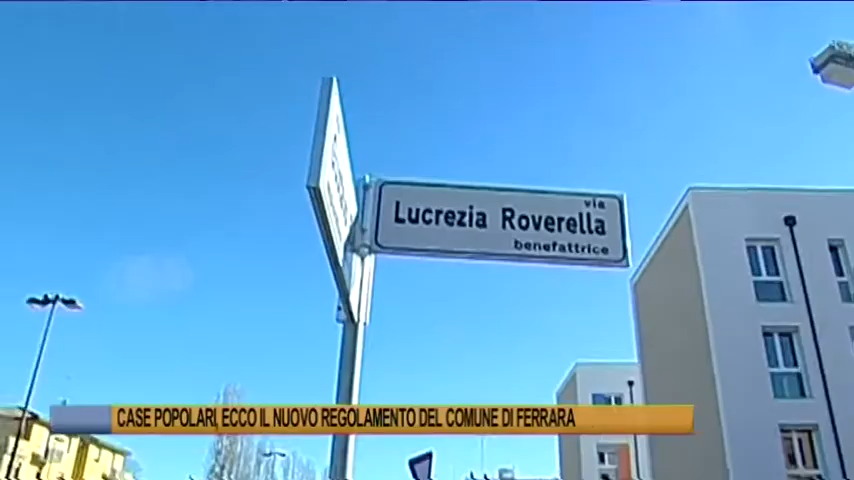 via
Lucrezia Roverella
benefattrice
CASE POPOLARI, ECCO IL NUOVO REGOLAMENTO DEL COMUNE DI FERRARA